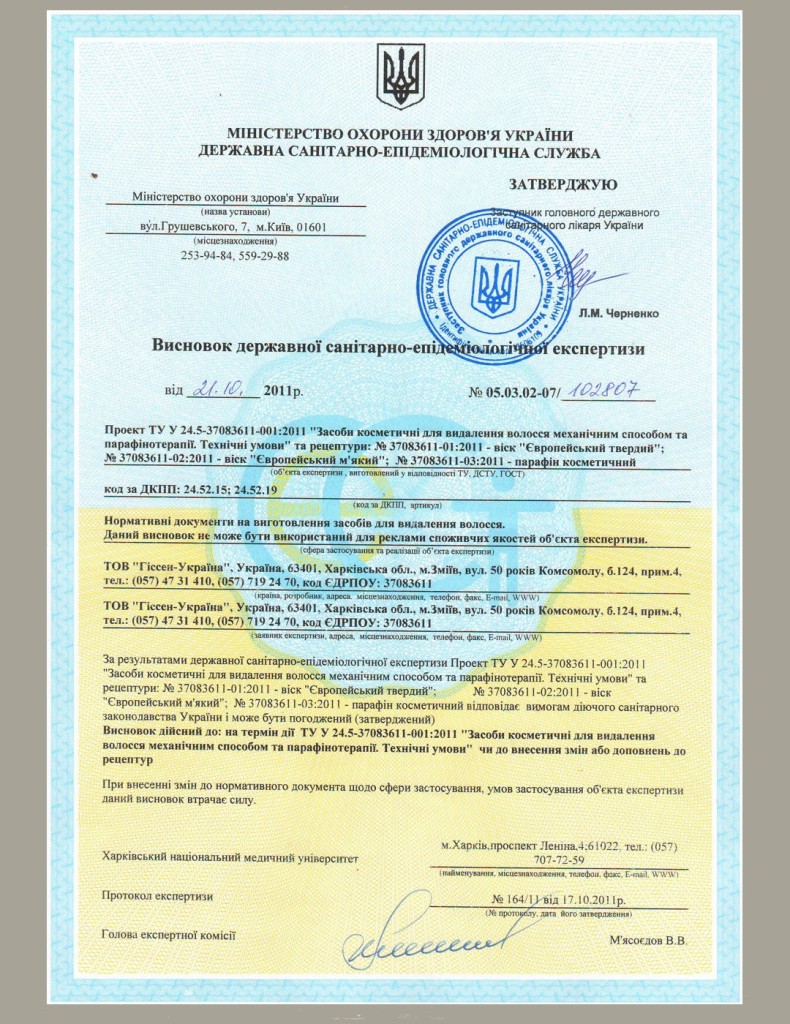 МІНІСТЕРСТВО ОХОРОНИ ЗДОРОВ'Я УКРАЇНИ
ДЕРЖАВНА САНІТАРНО-ЕПІДЕМІОЛОГІЧНА СЛУЖБА
ЗАТВЕРДЖУЮ
Міністерство охорони здоров'я України
(назва установи)
вул.Грушевського, 7, м.Київ, 01601
(місцезнаходження)
253-94-84, 559-29-88
Заступник головного державного
санітарного лікаря України
ДЕРЖАВНА САНІТАРНО-ЕПІДЕМІОЛОГІЧНА СЛУЖБА УКРАЇНИ
Заступник головного державного санітарного лікаря України
Л.М. Черненко
Висновок державної санітарно-епідеміологічної експертизи
від 21.10. 2011р.
№ 05.03.02-07/ 102807
Проект ТУ У 24.5-37083611-001:2011 "Засоби косметичні для видалення волосся механічним способом та
парафінотерапії. Технічні умови" та рецептури: № 37083611-01:2011 - віск "Європейський твердий";
№ 37083611-02:2011 - віск "Європейський м'який"; № 37083611-03:2011 - парафін косметичний
(об'єкта експертизи , виготовлений у відповідності ТУ, ДСТУ, ГОСТ)
код за ДКПП: 24.52.15; 24.52.19
(код за ДКПП, артикул)
Нормативні документи на виготовлення засобів для видалення волосся.
Даний висновок не може бути використаний для реклами споживчих якостей об'єкта експертизи.
(сфера застосування та реалізації об'єкта експертизи)
ТОВ "Гіссен-Україна", Україна, 63401, Харківська обл., м.Зміїв, вул. 50 років Комсомолу, б.124, прим.4,
тел.: (057) 47 31 410, (057) 719 24 70, код ЄДРПОУ: 37083611
(країна, розробник, адреса, місцезнаходження, телефон, факс, E-mail, WWW)
ТОВ "Гіссен-Україна", Україна, 63401, Харківська обл., м.Зміїв, вул. 50 років Комсомолу, б.124, прим.4,
тел.: (057) 47 31 410, (057) 719 24 70, код ЄДРПОУ: 37083611
(заявник експертизи, адреса, місцезнаходження, телефон, факс, E-mail, WWW)
За результатами державної санітарно-епідеміологічної експертизи Проект ТУ У 24.5-37083611-001:2011
"Засоби косметичні для видалення волосся механічним способом та парафінотерапії. Технічні умови" та
рецептури: № 37083611-01:2011 - віск "Європейський твердий"; № 37083611-02:2011 - віск
"Європейський м'який"; № 37083611-03:2011 - парафін косметичний відповідає вимогам діючого санітарного
законодавства України і може бути погоджений (затверджений)
Висновок дійсний до: на термін дії ТУ У 24.5-37083611-001:2011 "Засоби косметичні для видалення
волосся механічним способом та парафінотерапії. Технічні умови" чи до внесення змін або доповнень до
рецептур
При внесенні змін до нормативного документа щодо сфери застосування, умов застосування об'єкта експертизи
даний висновок втрачає силу.
Харківський національний медичний університет
м.Харків,проспект Леніна,4;61022, тел.: (057)
707-72-59
(найменування, місцезнаходження, телефон, факс, E-mail, WWW)
Протокол експертизи
№ 164/11 від 17.10.2011р.
(№ протоколу, дата його затвердження)
Голова експертної комісії
М'ясоєдов В.В.